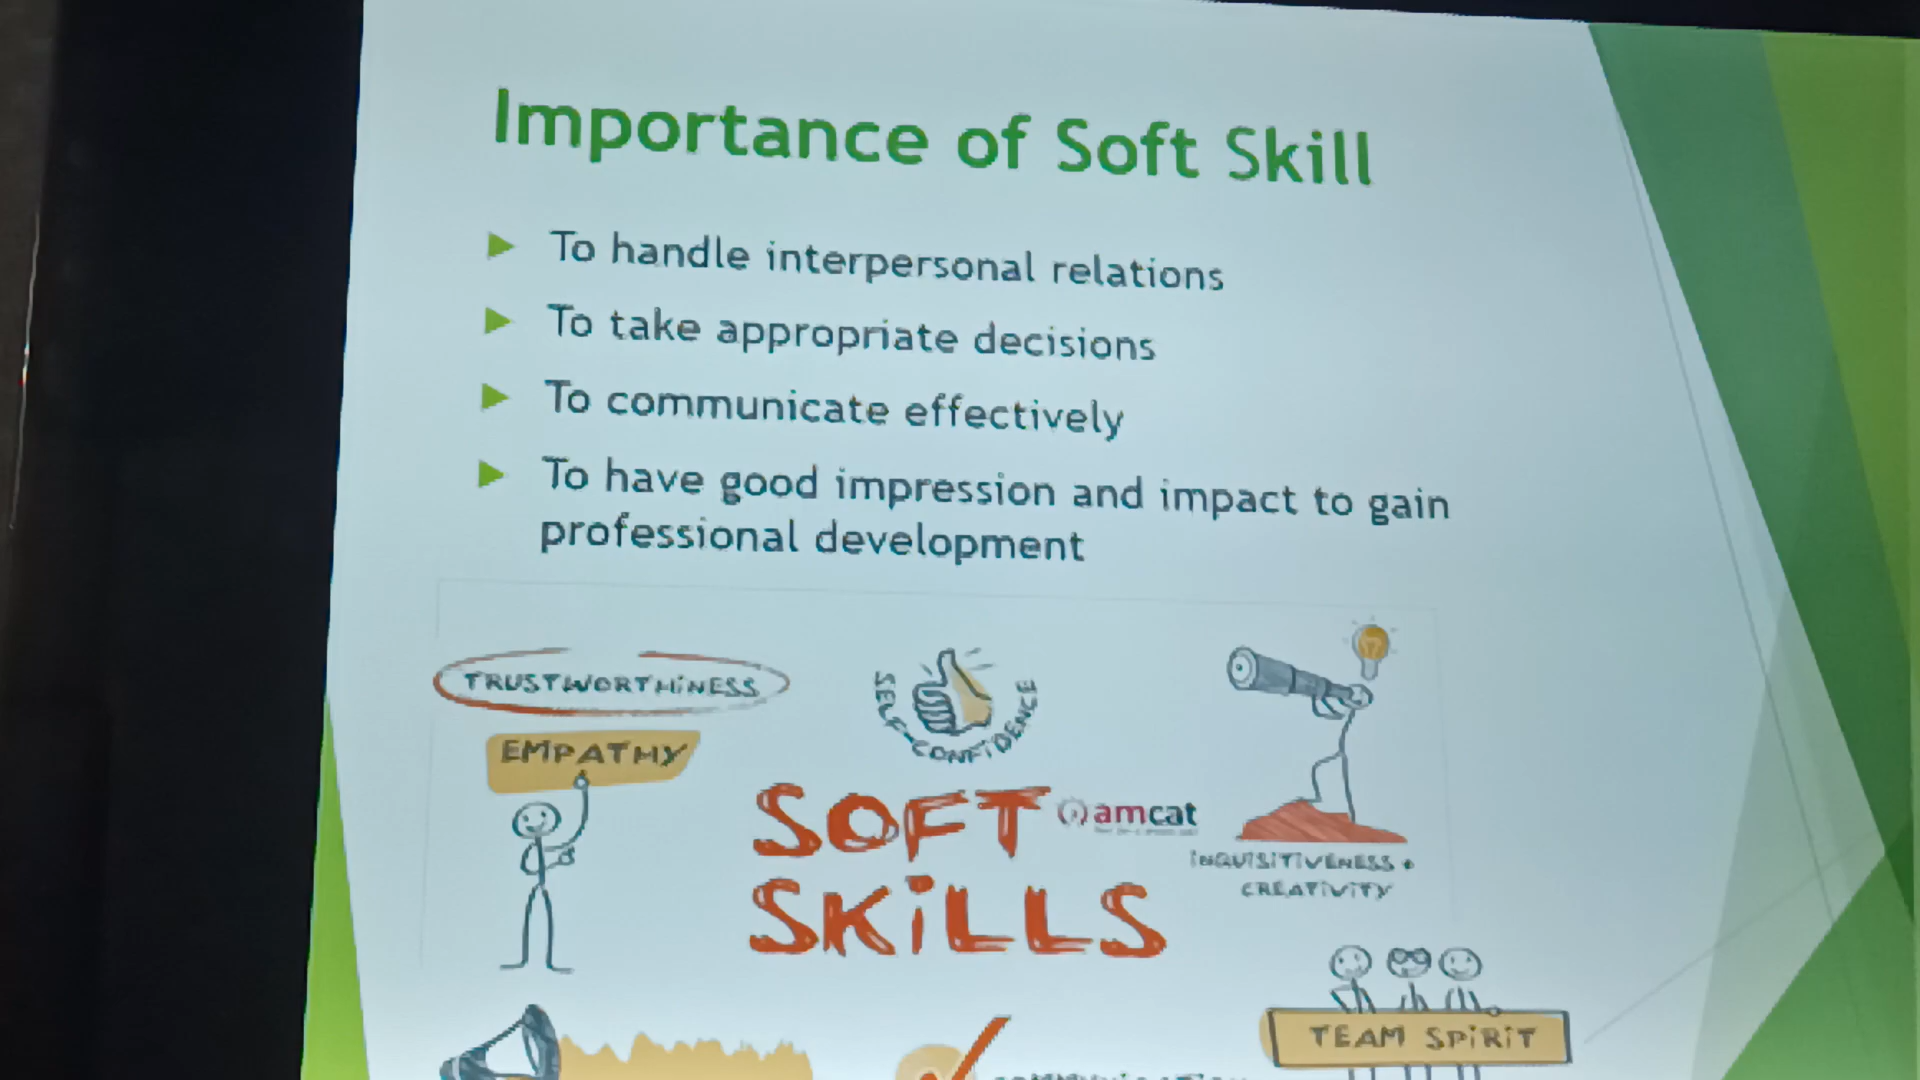 Importance of Soft Skill
To handle interpersonal relations
To take appropriate decisions
To communicate effectively
To have good impression and impact to gain
professional development
TRUSTWORTHiNESS
EMPATHY
SELF-CONFiDENCE
SOFT
SKiLLS
amcat
iNQUiSiTiVENESS +
CREATiViTY
TEAM SPiRiT